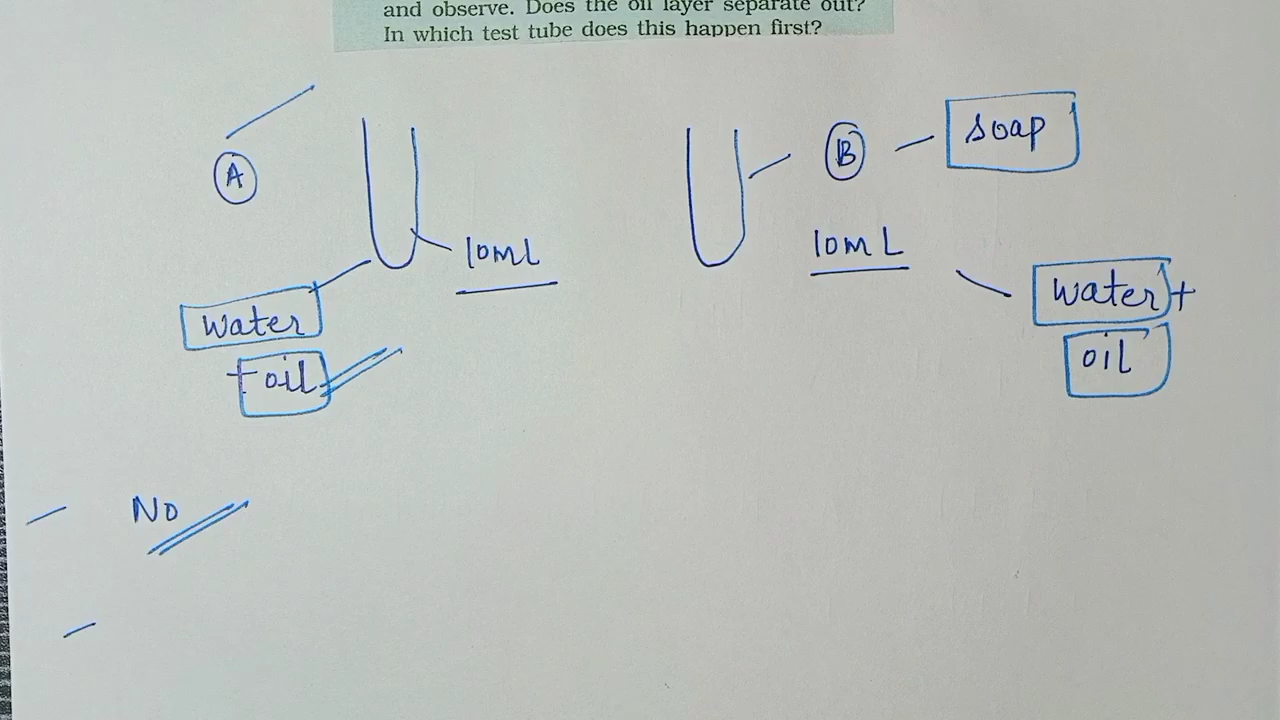 and observe. Does the oil layer separate out?
In which test tube does this happen first?
A
10mL
Water
+ oil
B
soap
10mL
Water +
oil
No